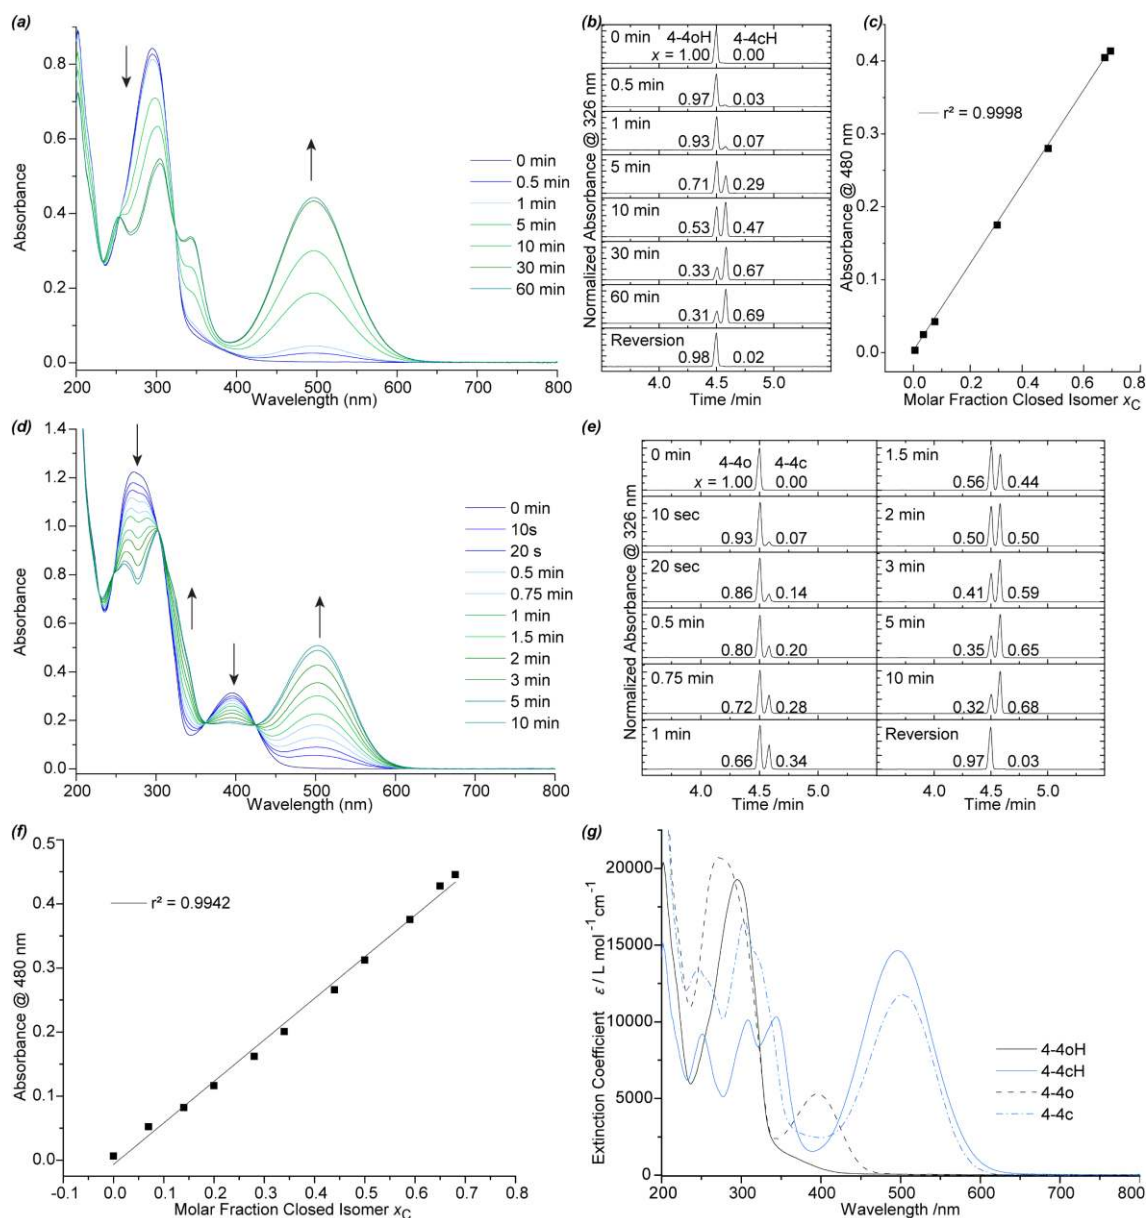 (a)
0.8
0.6
0.4
0.2
0.0
Absorbance
200 300 400 500 600 700 800
Wavelength (nm)
0 min
0.5 min
1 min
5 min
10 min
30 min
60 min
(b)
Normalized Absorbance @ 326 nm
0 min 4-4oH 4-4cH
x = 1.00 0.00
0.5 min
0.97 0.03
1 min
0.93 0.07
5 min
0.71 0.29
10 min
0.53 0.47
30 min
0.33 0.67
60 min
0.31 0.69
Reversion
0.98 0.02
4.0 4.5 5.0
Time /min
(c)
Absorbance @ 480 nm
0.4
0.3
0.2
0.1
0.0
r² = 0.9998
0.0 0.2 0.4 0.6 0.8
Molar Fraction Closed Isomer xC
(d)
1.4
1.2
1.0
0.8
0.6
0.4
0.2
0.0
Absorbance
200 300 400 500 600 700 800
Wavelength (nm)
0 min
10s
20 s
0.5 min
0.75 min
1 min
1.5 min
2 min
3 min
5 min
10 min
(e)
Normalized Absorbance @ 326 nm
0 min 4-4o 4-4c
x = 1.00 0.00
10 sec
0.93 0.07
20 sec
0.86 0.14
0.5 min
0.80 0.20
0.75 min
0.72 0.28
1 min
0.66 0.34
4.0 4.5 5.0
Time /min
1.5 min
0.56 0.44
2 min
0.50 0.50
3 min
0.41 0.59
5 min
0.35 0.65
10 min
0.32 0.68
Reversion
0.97 0.03
4.0 4.5 5.0
Time /min
(f)
0.5
0.4
0.3
0.2
0.1
0.0
Absorbance @ 480 nm
r² = 0.9942
-0.1 0.0 0.1 0.2 0.3 0.4 0.5 0.6 0.7 0.8
Molar Fraction Closed Isomer xC
(g)
20000
15000
10000
5000
0
Extinction Coefficient ε / L mol⁻¹ cm⁻¹
4-4oH
4-4cH
4-4o
4-4c
200 300 400 500 600 700 800
Wavelength /nm